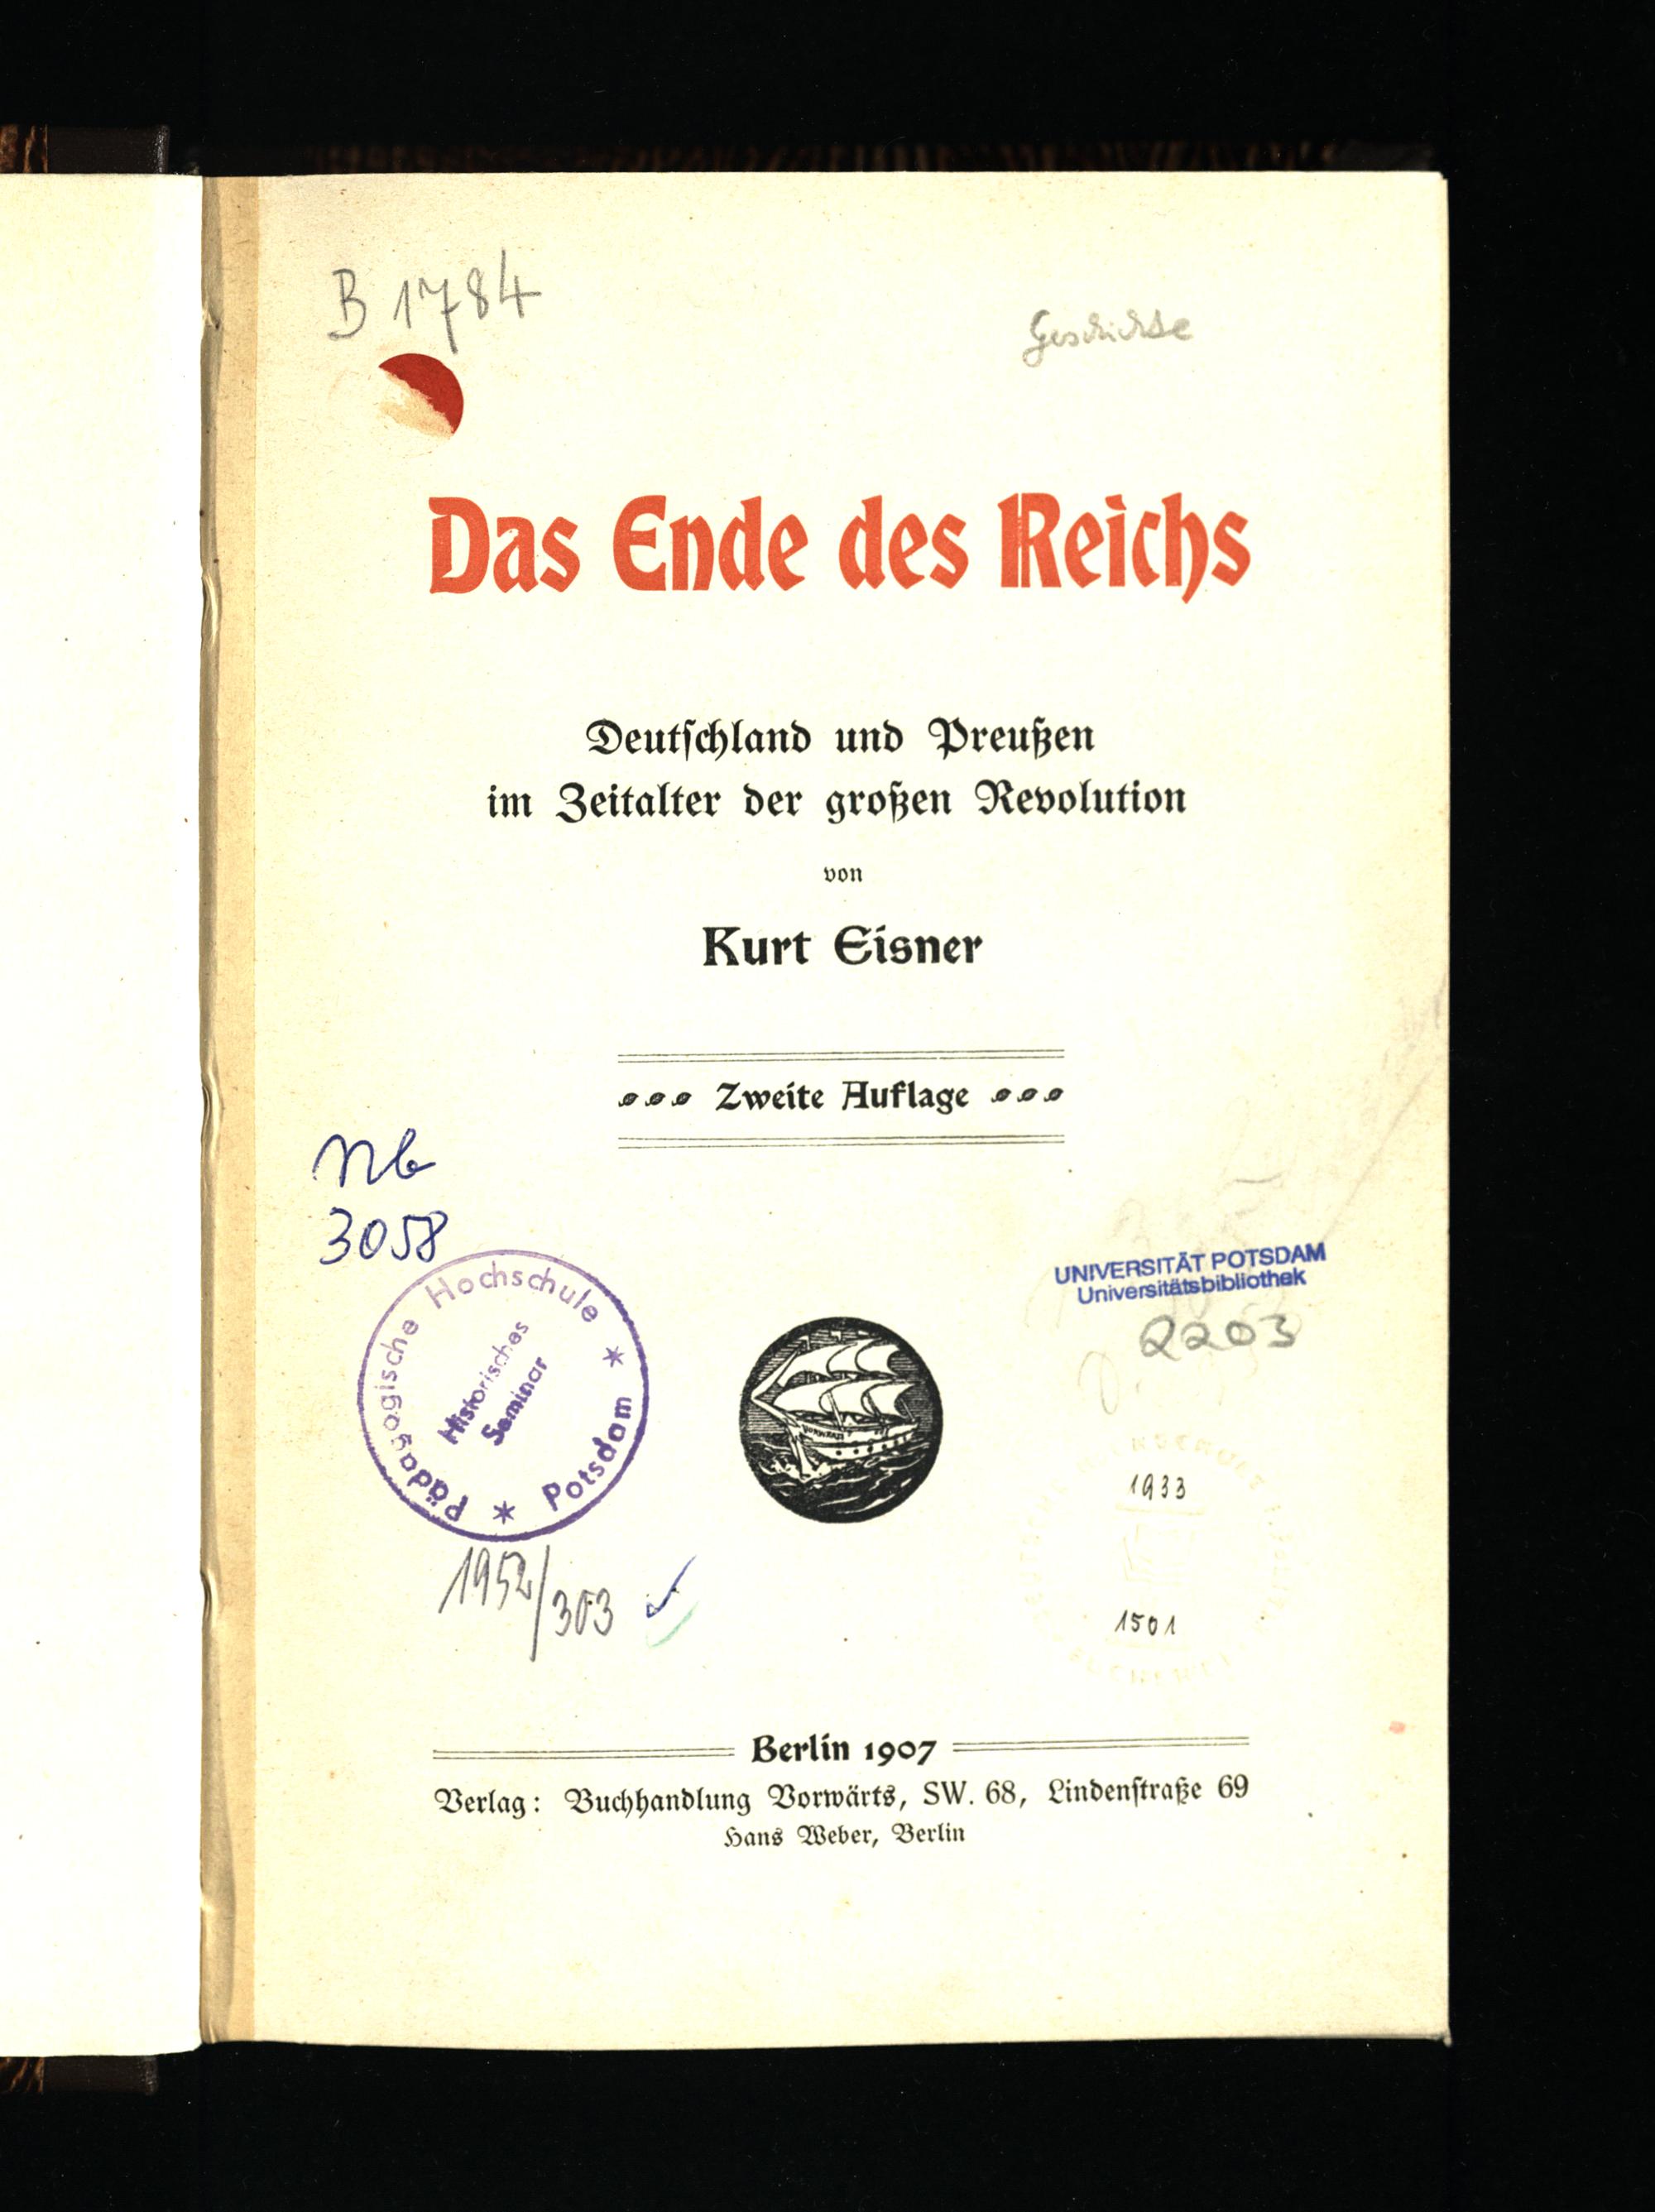 B 1784
Geschichte
Das Ende des Reichs
Deutschland und Preußen
im Zeitalter der großen Revolution
von
Kurt Eisner
Zweite Auflage
Nb
3058
Pädagogische Hochschule * Potsdam *
Historisches
Seminar
UNIVERSITÄT POTSDAM
Universitätsbibliothek
2203
1933
1501
1952/303
Berlin 1907
Verlag: Buchhandlung Vorwärts, SW. 68, Lindenstraße 69
Hans Weber, Berlin